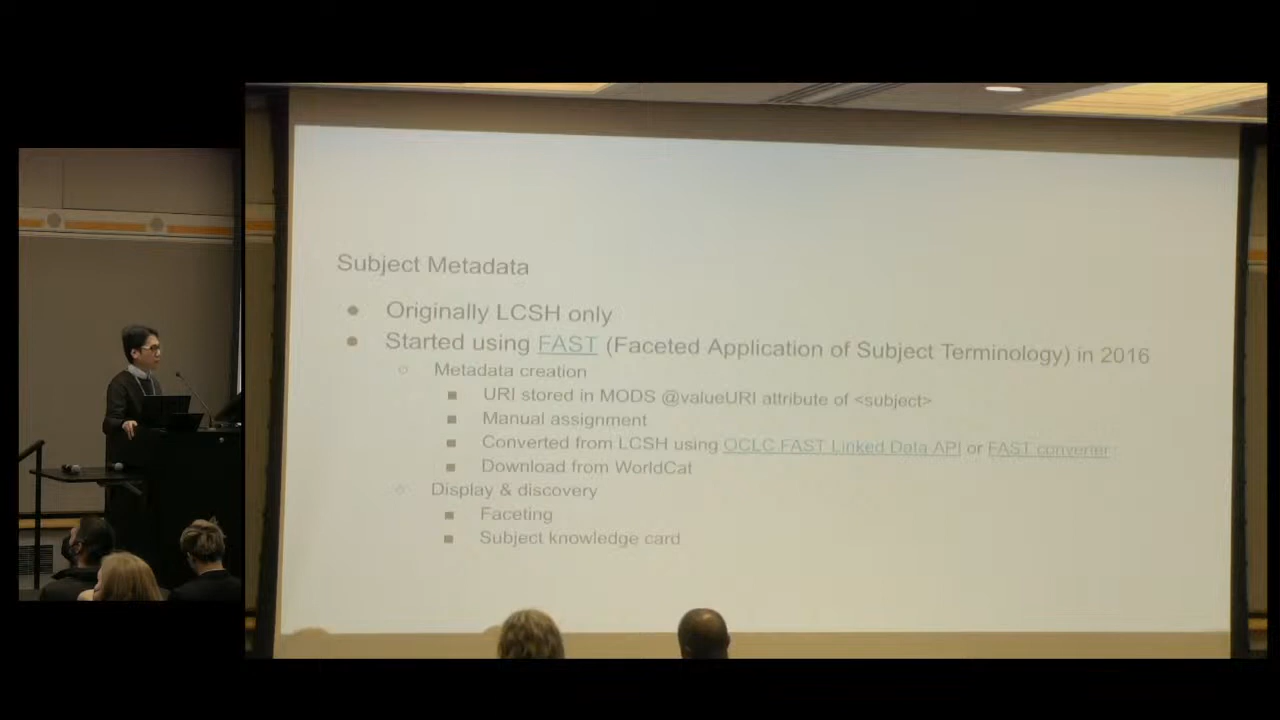 Subject Metadata
● Originally LCSH only
● Started using FAST (Faceted Application of Subject Terminology) in 2016
○ Metadata creation
■ URI stored in MODS @valueURI attribute of <subject>
■ Manual assignment
■ Converted from LCSH using OCLC FAST Linked Data API or FAST converter
■ Download from WorldCat
○ Display & discovery
■ Faceting
■ Subject knowledge card